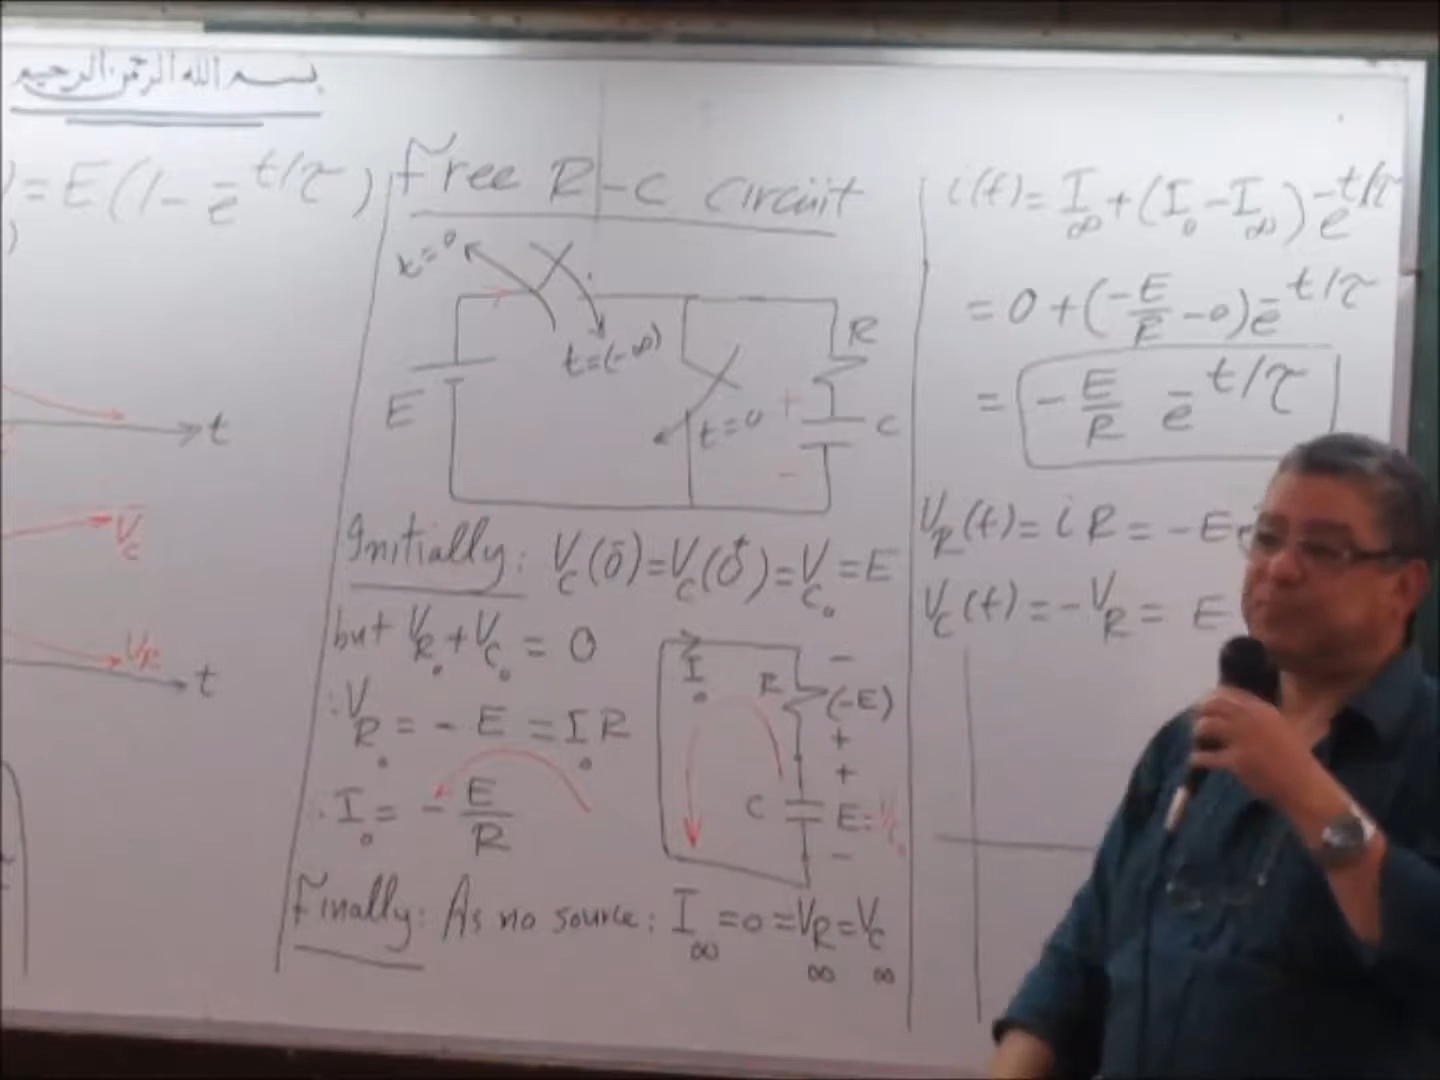 بسم الله الرحمن الرحيم
) = E(1 - e^-t/τ)
)
t
Vc
VR
t
Free R-C Circuit
t=0
t=(-∞)
E
R
+
t=0
C
-
Initially: Vc(0-) = Vc(0+) = Vc0 = E
but VR0 + Vc0 = 0
∴ VR0 = - E = I0 R
∴ I0 = - E/R
I0
R
-
(-E)
+
+
C
E = Vc0
-
Finally: As no source: I∞ = 0 = VR∞ = Vc∞
i(t) = I∞ + (I0 - I∞) e^-t/τ
= 0 + (-E/R - 0) e^-t/τ
= - E/R e^-t/τ
VR(t) = i R = - E e
Vc(t) = - VR = E